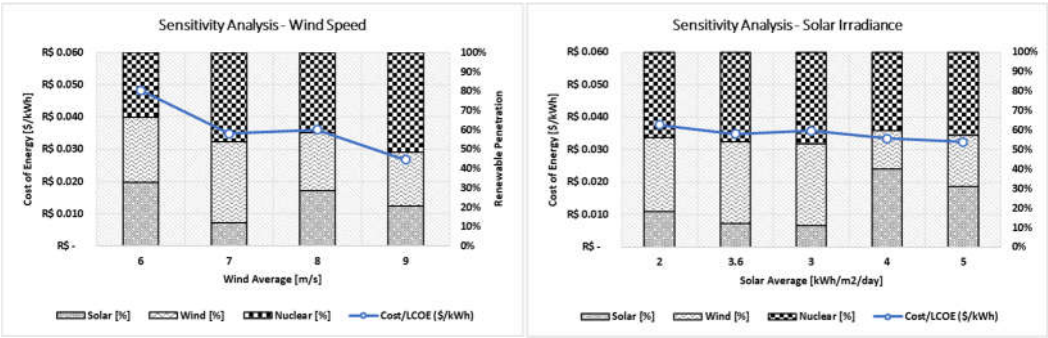 Sensitivity Analysis - Wind Speed
Cost of Energy [$/kWh]
R$ 0.060
R$ 0.050
R$ 0.040
R$ 0.030
R$ 0.020
R$ 0.010
R$ -
100%
90%
80%
70%
60%
50%
40%
30%
20%
10%
0%
Renewable Penetration
6 7 8 9
Wind Average [m/s]
Solar [%] Wind [%] Nuclear [%] Cost/LCOE ($/kWh)
Sensitivity Analysis - Solar Irradiance
Cost of Energy [$/kWh]
R$ 0.060
R$ 0.050
R$ 0.040
R$ 0.030
R$ 0.020
R$ 0.010
R$ -
100%
90%
80%
70%
60%
50%
40%
30%
20%
10%
0%
2 3.6 3 4 5
Solar Average [kWh/m2/day]
Solar [%] Wind [%] Nuclear [%] Cost/LCOE ($/kWh)